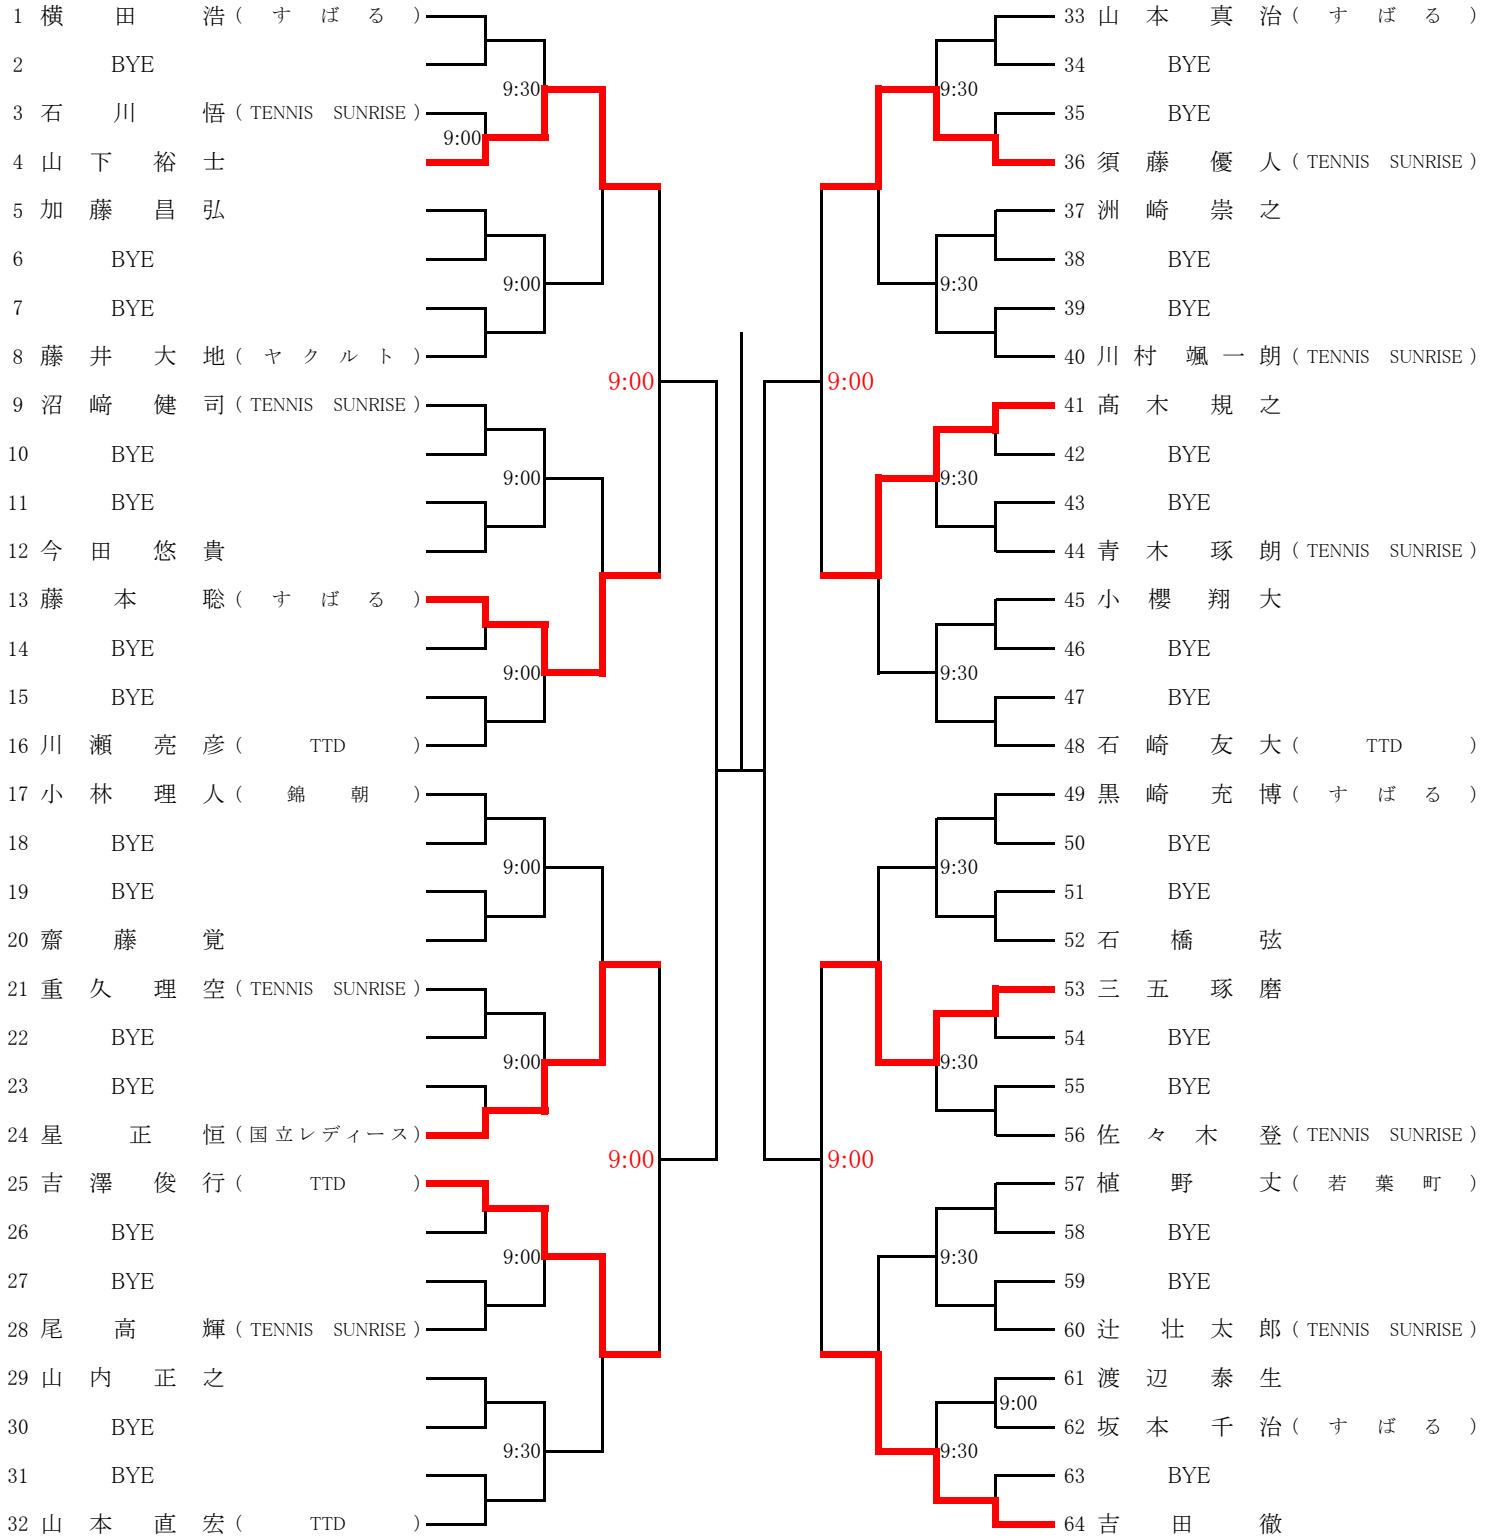 1 横田浩 (すばる)
2 BYE
9:30
3 石川悟 (TENNIS SUNRISE)
9:00
4 山下裕士
5 加藤昌弘
6 BYE
9:00
7 BYE
8 藤井大地 (ヤクルト)
9:00
9 沼﨑健司 (TENNIS SUNRISE)
10 BYE
9:00
11 BYE
12 今田悠貴
13 藤本聡 (すばる)
14 BYE
9:00
15 BYE
16 川瀬亮彦 (TTD)
17 小林理人 (錦朝)
18 BYE
9:00
19 BYE
20 齋藤覚
21 重久理空 (TENNIS SUNRISE)
22 BYE
9:00
23 BYE
24 星正恒 (国立レディース)
9:00
25 吉澤俊行 (TTD)
26 BYE
9:00
27 BYE
28 尾高輝 (TENNIS SUNRISE)
29 山内正之
30 BYE
9:30
31 BYE
32 山本直宏 (TTD)
33 山本真治 (すばる)
34 BYE
9:30
35 BYE
36 須藤優人 (TENNIS SUNRISE)
37 洲崎崇之
38 BYE
9:30
39 BYE
40 川村颯一朗 (TENNIS SUNRISE)
9:00
41 髙木規之
42 BYE
9:30
43 BYE
44 青木琢朗 (TENNIS SUNRISE)
45 小櫻翔大
46 BYE
9:30
47 BYE
48 石崎友大 (TTD)
49 黒崎充博 (すばる)
50 BYE
9:30
51 BYE
52 石橋弦
53 三五琢磨
54 BYE
9:30
55 BYE
56 佐々木登 (TENNIS SUNRISE)
9:00
57 植野丈 (若葉町)
58 BYE
9:30
59 BYE
60 辻壮太郎 (TENNIS SUNRISE)
61 渡辺泰生
9:00
62 坂本千治 (すばる)
9:30
63 BYE
64 吉田徹